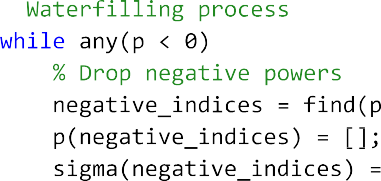 Waterfilling process
while any(p < 0)
% Drop negative powers
negative_indices = find(p
p(negative_indices) = [];
sigma(negative_indices) =